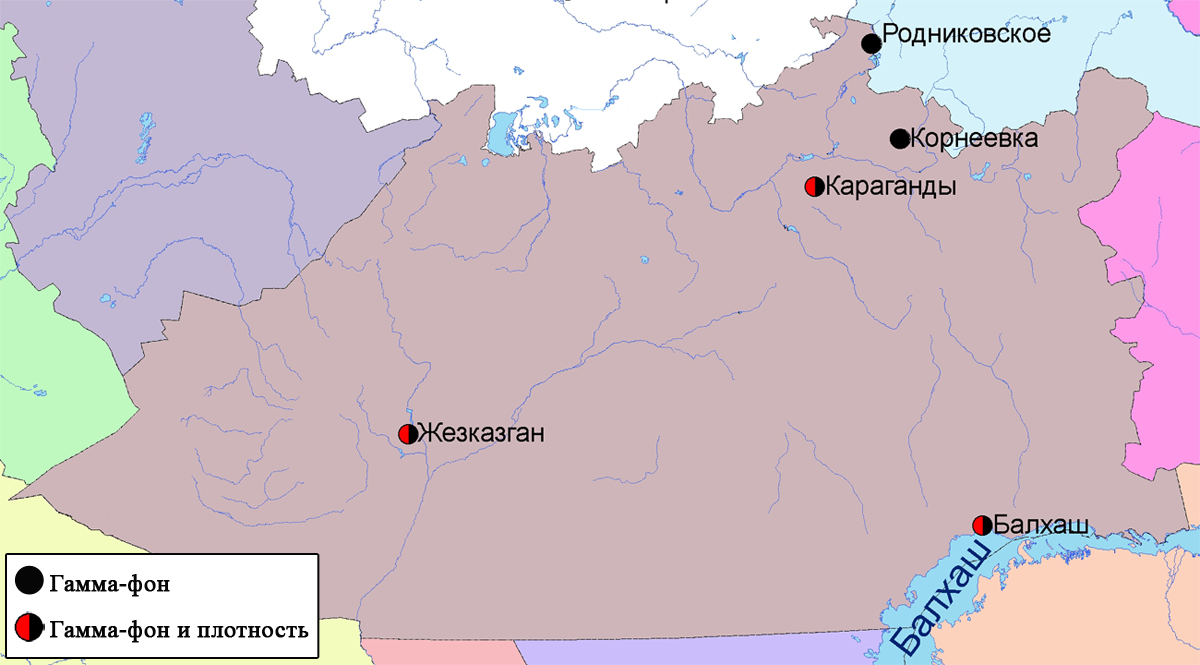 Родниковское
Корнеевка
Караганды
Жезказган
Балхаш
Балхаш
Гамма-фон
Гамма-фон и плотность